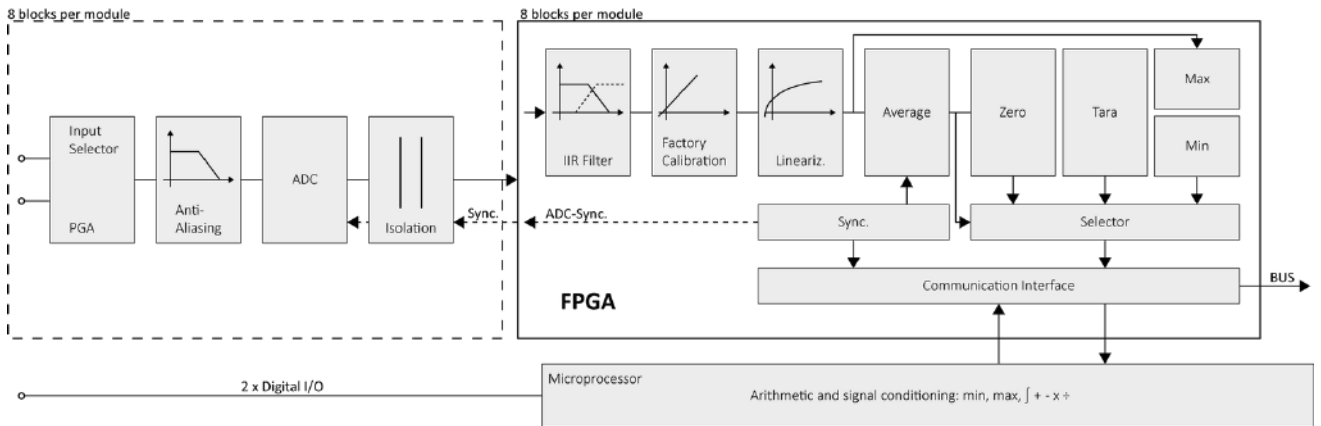 8 blocks per module
8 blocks per module
Input
Selector
PGA
Anti-
Aliasing
ADC
Isolation
Sync.
ADC-Sync.
IIR Filter
Factory
Calibration
Lineariz.
Average
Zero
Tara
Max
Min
Sync.
Selector
Communication Interface
BUS
FPGA
2 x Digital I/O
Microprocessor
Arithmetic and signal conditioning: min, max, ∫ + - x ÷